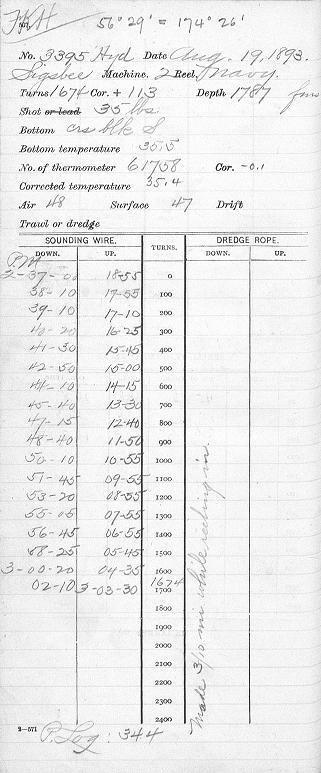 FKH 56° 29' = 174° 26'
No. 3395 Hyd Date Aug. 19, 1893.
Sigsbee Machine. 2 Reel, Navy.
Turns 1674 Cor. + 113 Depth 1787 fms
Shot or lead 35 lbs
Bottom crs blk S
Bottom temperature 35.5
No. of thermometer 61758 Cor. -0.1
Corrected temperature 35.4
Air 48 Surface 47 Drift
Trawl or dredge
SOUNDING WIRE. TURNS. DREDGE ROPE.
DOWN. UP. DOWN. UP.
PM
2-37-00 18-55 0
38-10 17-55 100
39-10 17-10 200
40-20 16-25 300
41-30 15-45 400
42-50 15-00 500
44-10 14-15 600
45-40 13-30 700
47-15 12-40 800
48-40 11-50 900
50-10 10-55 1000
51-45 09-55 1100
53-20 08-55 1200
55-05 07-55 1300
56-45 06-55 1400
58-25 05-45 1500
3-00-20 04-35 1600
02-10 3-03-30 1674
1700
1800
1900
2000
2100
2200
2300
2400
Made 3/10 mi while reeling in.
2-571 P. Log: 344